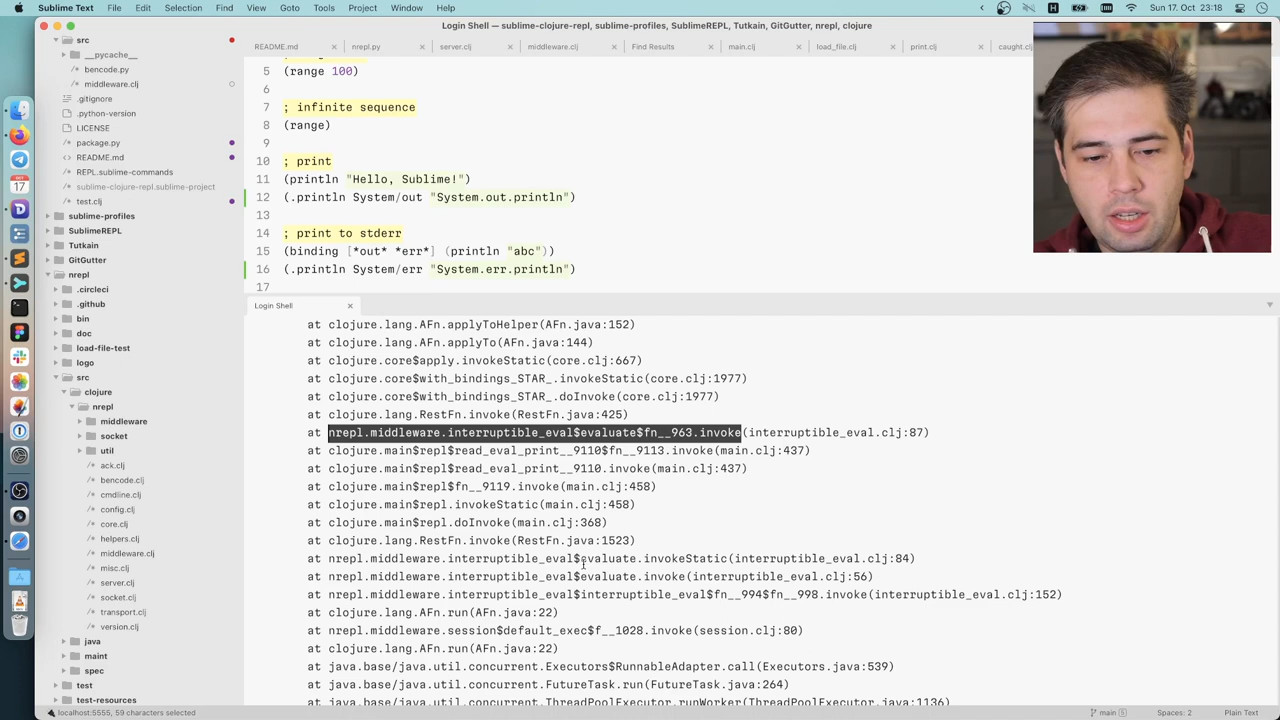 Sublime Text File Edit Selection Find View Goto Tools Project Window Help
Sun 17. Oct 23:18
Login Shell — sublime-clojure-repl, sublime-profiles, SublimeREPL, Tutkain, GitGutter, nrepl, clojure
README.md nrepl.py server.clj middleware.clj Find Results main.clj load_file.clj print.clj caught.clj
src
__pycache__
bencode.py
middleware.clj
.gitignore
.python-version
LICENSE
package.py
README.md
REPL.sublime-commands
sublime-clojure-repl.sublime-project
test.clj
sublime-profiles
SublimeREPL
Tutkain
GitGutter
nrepl
.circleci
.github
bin
doc
load-file-test
logo
src
clojure
nrepl
middleware
socket
util
ack.clj
bencode.clj
cmdline.clj
config.clj
core.clj
helpers.clj
middleware.clj
misc.clj
server.clj
socket.clj
transport.clj
version.clj
java
maint
spec
test
test-resources
5 (range 100)
6
7 ; infinite sequence
8 (range)
9
10 ; print
11 (println "Hello, Sublime!")
12 (.println System/out "System.out.println")
13
14 ; print to stderr
15 (binding [*out* *err*] (println "abc"))
16 (.println System/err "System.err.println")
17
Login Shell
at clojure.lang.AFn.applyToHelper(AFn.java:152)
at clojure.lang.AFn.applyTo(AFn.java:144)
at clojure.core$apply.invokeStatic(core.clj:667)
at clojure.core$with_bindings_STAR_.invokeStatic(core.clj:1977)
at clojure.core$with_bindings_STAR_.doInvoke(core.clj:1977)
at clojure.lang.RestFn.invoke(RestFn.java:425)
at nrepl.middleware.interruptible_eval$evaluate$fn__963.invoke(interruptible_eval.clj:87)
at clojure.main$repl$read_eval_print__9110$fn__9113.invoke(main.clj:437)
at clojure.main$repl$read_eval_print__9110.invoke(main.clj:437)
at clojure.main$repl$fn__9119.invoke(main.clj:458)
at clojure.main$repl.invokeStatic(main.clj:458)
at clojure.main$repl.doInvoke(main.clj:368)
at clojure.lang.RestFn.invoke(RestFn.java:1523)
at nrepl.middleware.interruptible_eval$evaluate.invokeStatic(interruptible_eval.clj:84)
at nrepl.middleware.interruptible_eval$evaluate.invoke(interruptible_eval.clj:56)
at nrepl.middleware.interruptible_eval$interruptible_eval$fn__994$fn__998.invoke(interruptible_eval.clj:152)
at clojure.lang.AFn.run(AFn.java:22)
at nrepl.middleware.session$default_exec$f__1028.invoke(session.clj:80)
at clojure.lang.AFn.run(AFn.java:22)
at java.base/java.util.concurrent.Executors$RunnableAdapter.call(Executors.java:539)
at java.base/java.util.concurrent.FutureTask.run(FutureTask.java:264)
at java.base/java.util.concurrent.ThreadPoolExecutor.runWorker(ThreadPoolExecutor.java:1136)
localhost:5555, 59 characters selected
main 5 Spaces: 2 Plain Text